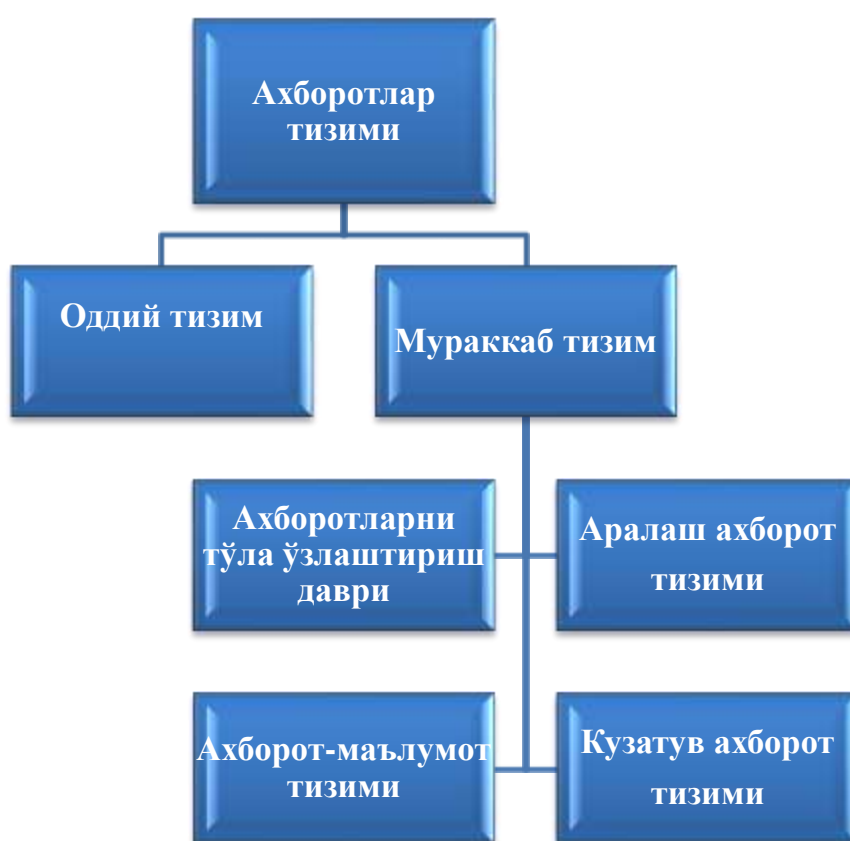 Ахборотлар
тизими
Оддий тизим
Мураккаб тизим
Ахборотларни
тўла ўзлаштириш
даври
Аралаш ахборот
тизими
Ахборот-маълумот
тизими
Кузатув ахборот
тизими